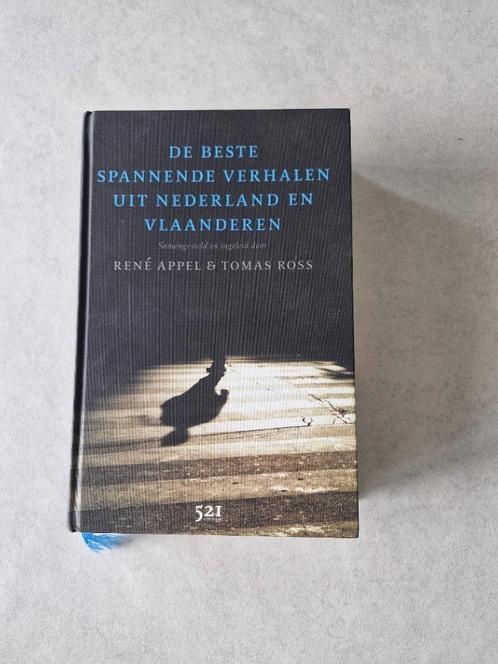 DE BESTE
SPANNENDE VERHALEN
UIT NEDERLAND EN
VLAANDEREN
Samengesteld en ingeleid door
RENÉ APPEL & TOMAS ROSS
521